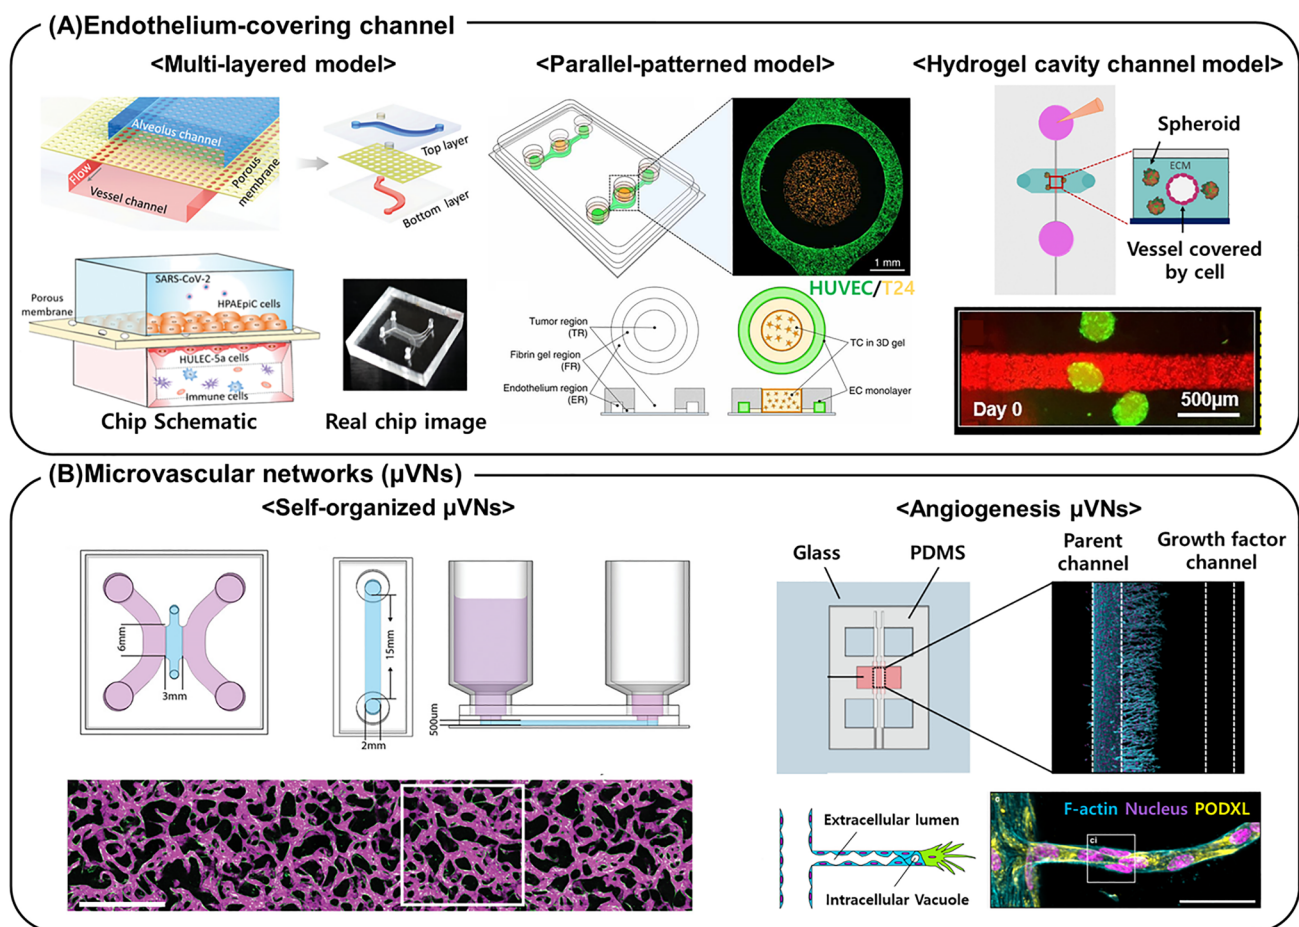 (A)Endothelium-covering channel
<Multi-layered model>
Alveolus channel
Flow
Vessel channel
Porous
membrane
Top layer
Bottom layer
SARS-CoV-2
HPAEpiC cells
Porous
membrane
HULEC-5a cells
Immune cells
Chip Schematic
Real chip image
<Parallel-patterned model>
1 mm
HUVEC/T24
Tumor region
(TR)
Fibrin gel region
(FR)
Endothelium region
(ER)
TC in 3D gel
EC monolayer
<Hydrogel cavity channel model>
Spheroid
ECM
Vessel covered
by cell
Day 0
500μm
(B)Microvascular networks (μVNs)
<Self-organized μVNs>
6mm
3mm
15mm
2mm
500um
<Angiogenesis μVNs>
Glass
PDMS
Parent
channel
Growth factor
channel
Extracellular lumen
Intracellular Vacuole
F-actin Nucleus PODXL
ci